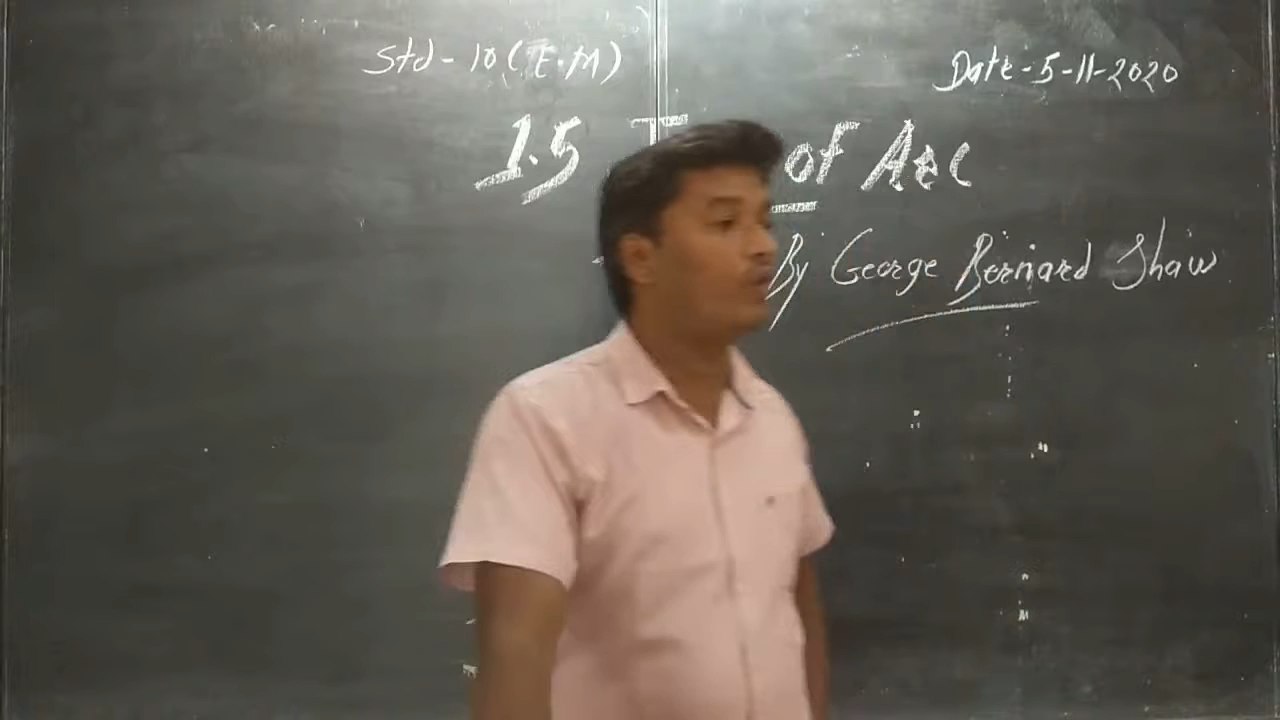 Std - 10 (E.M)
Date - 5-11-2020
1.5 of Arc
By George Bernard Shaw